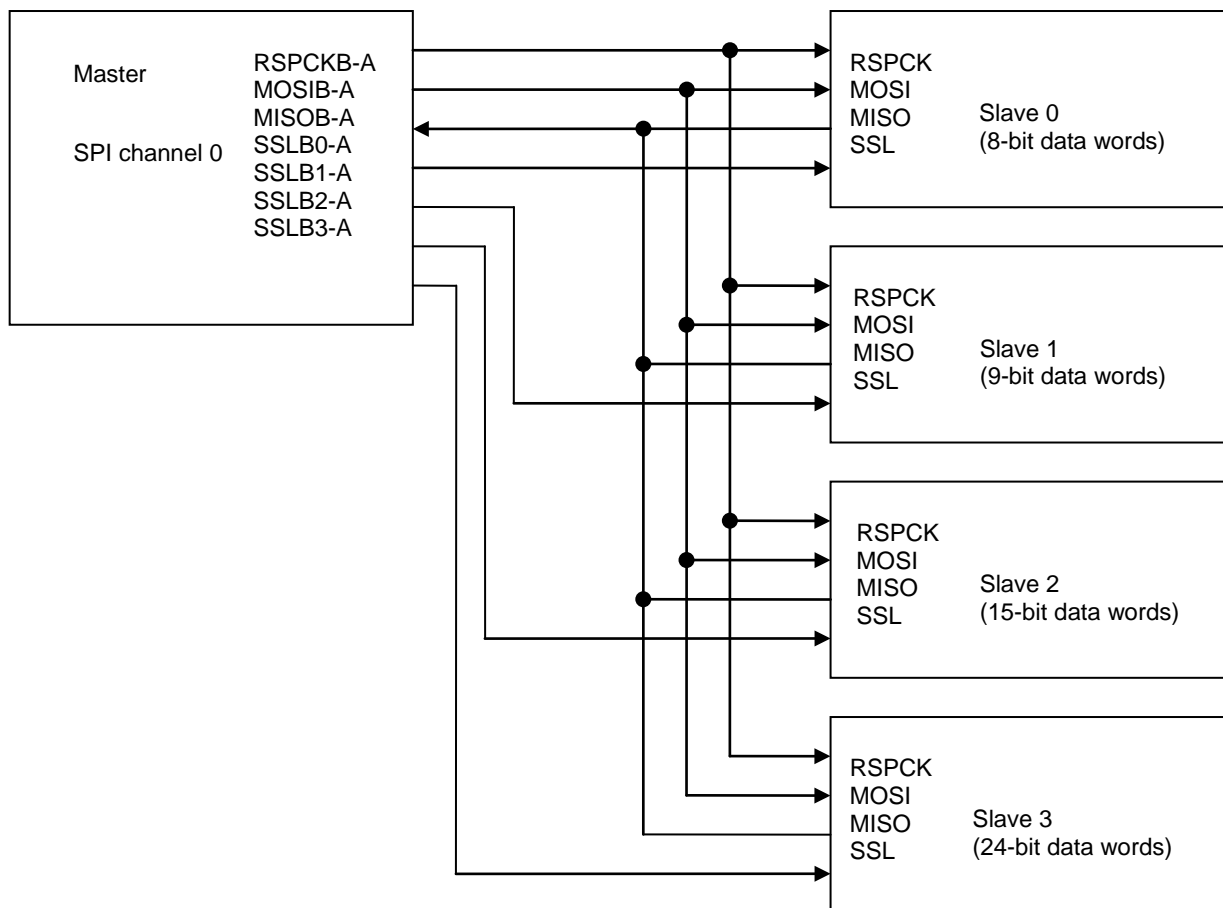 Master
SPI channel 0
RSPCKB-A
MOSIB-A
MISOB-A
SSLB0-A
SSLB1-A
SSLB2-A
SSLB3-A
RSPCK
MOSI
MISO
SSL
Slave 0
(8-bit data words)
RSPCK
MOSI
MISO
SSL
Slave 1
(9-bit data words)
RSPCK
MOSI
MISO
SSL
Slave 2
(15-bit data words)
RSPCK
MOSI
MISO
SSL
Slave 3
(24-bit data words)